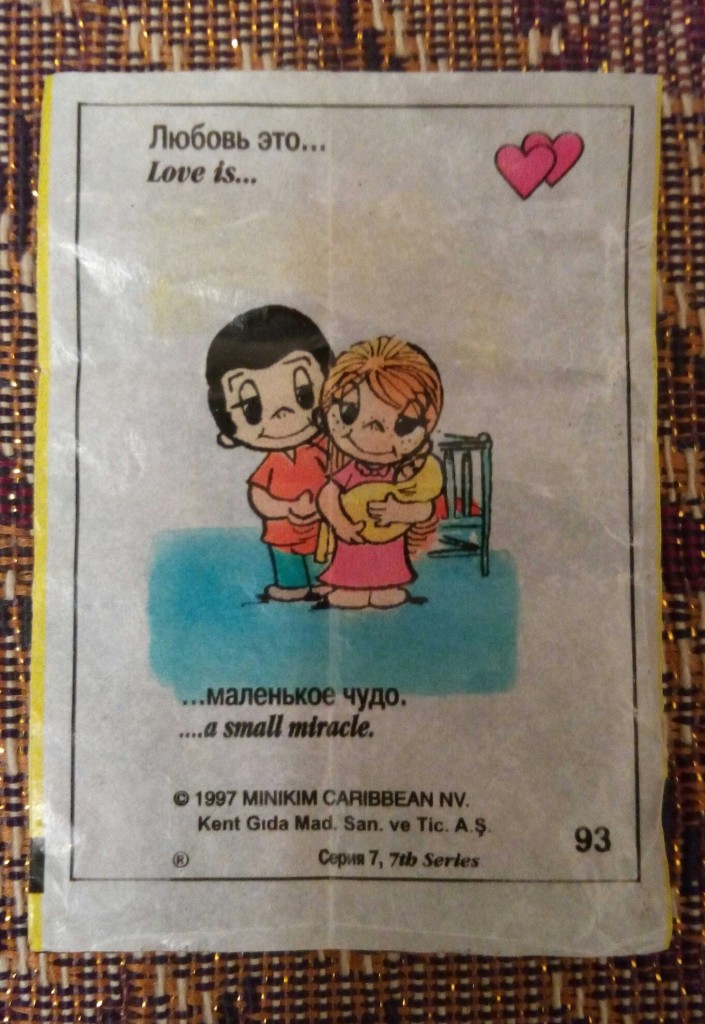 Любовь это...
Love is...
...маленькое чудо.
....a small miracle.
© 1997 MINIKIM CARIBBEAN NV.
Kent Gıda Mad. San. ve Tic. A.Ş.
93
® Серия 7, 7th Series